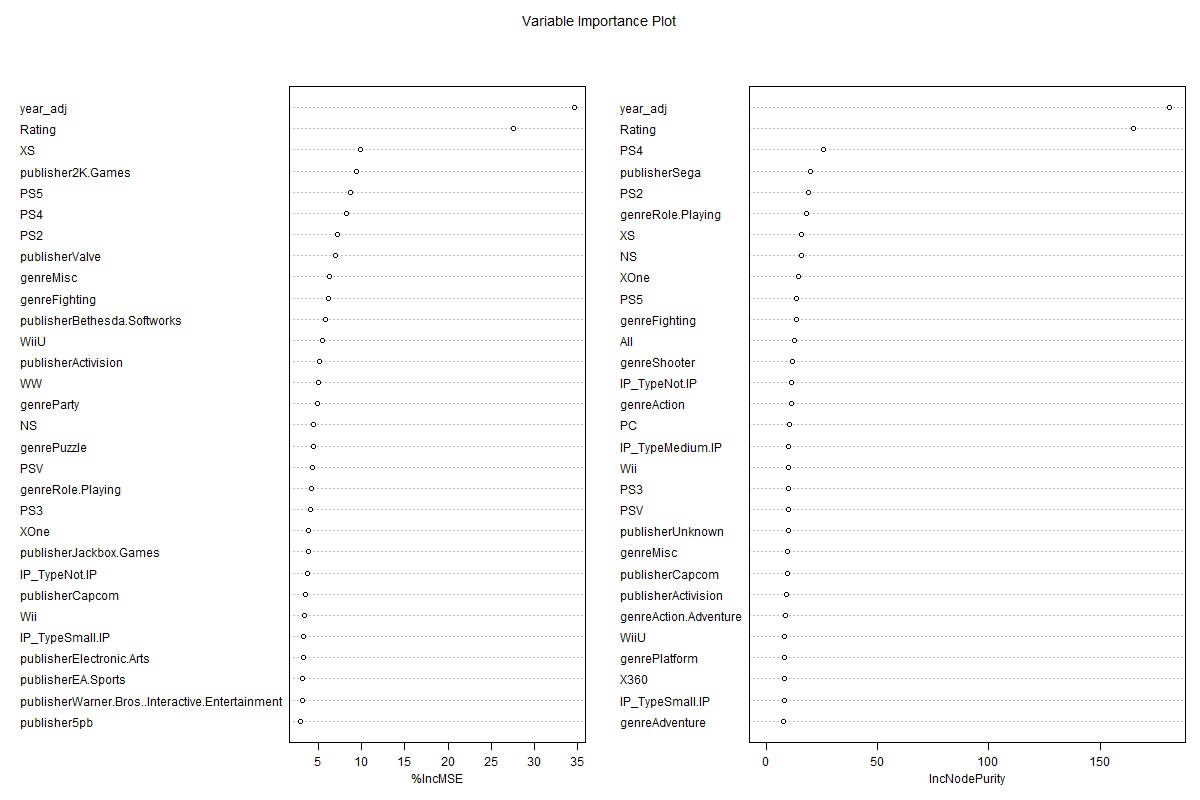 Variable Importance Plot
year_adj
Rating
XS
publisher2K.Games
PS5
PS4
PS2
publisherValve
genreMisc
genreFighting
publisherBethesda.Softworks
WiiU
publisherActivision
WW
genreParty
NS
genrePuzzle
PSV
genreRole.Playing
PS3
XOne
publisherJackbox.Games
IP_TypeNot.IP
publisherCapcom
Wii
IP_TypeSmall.IP
publisherElectronic.Arts
publisherEA.Sports
publisherWarner.Bros..Interactive.Entertainment
publisher5pb
5 10 15 20 25 30 35
%IncMSE
year_adj
Rating
PS4
publisherSega
PS2
genreRole.Playing
XS
NS
XOne
PS5
genreFighting
All
genreShooter
IP_TypeNot.IP
genreAction
PC
IP_TypeMedium.IP
Wii
PS3
PSV
publisherUnknown
genreMisc
publisherCapcom
publisherActivision
genreAction.Adventure
WiiU
genrePlatform
X360
IP_TypeSmall.IP
genreAdventure
0 50 100 150
IncNodePurity